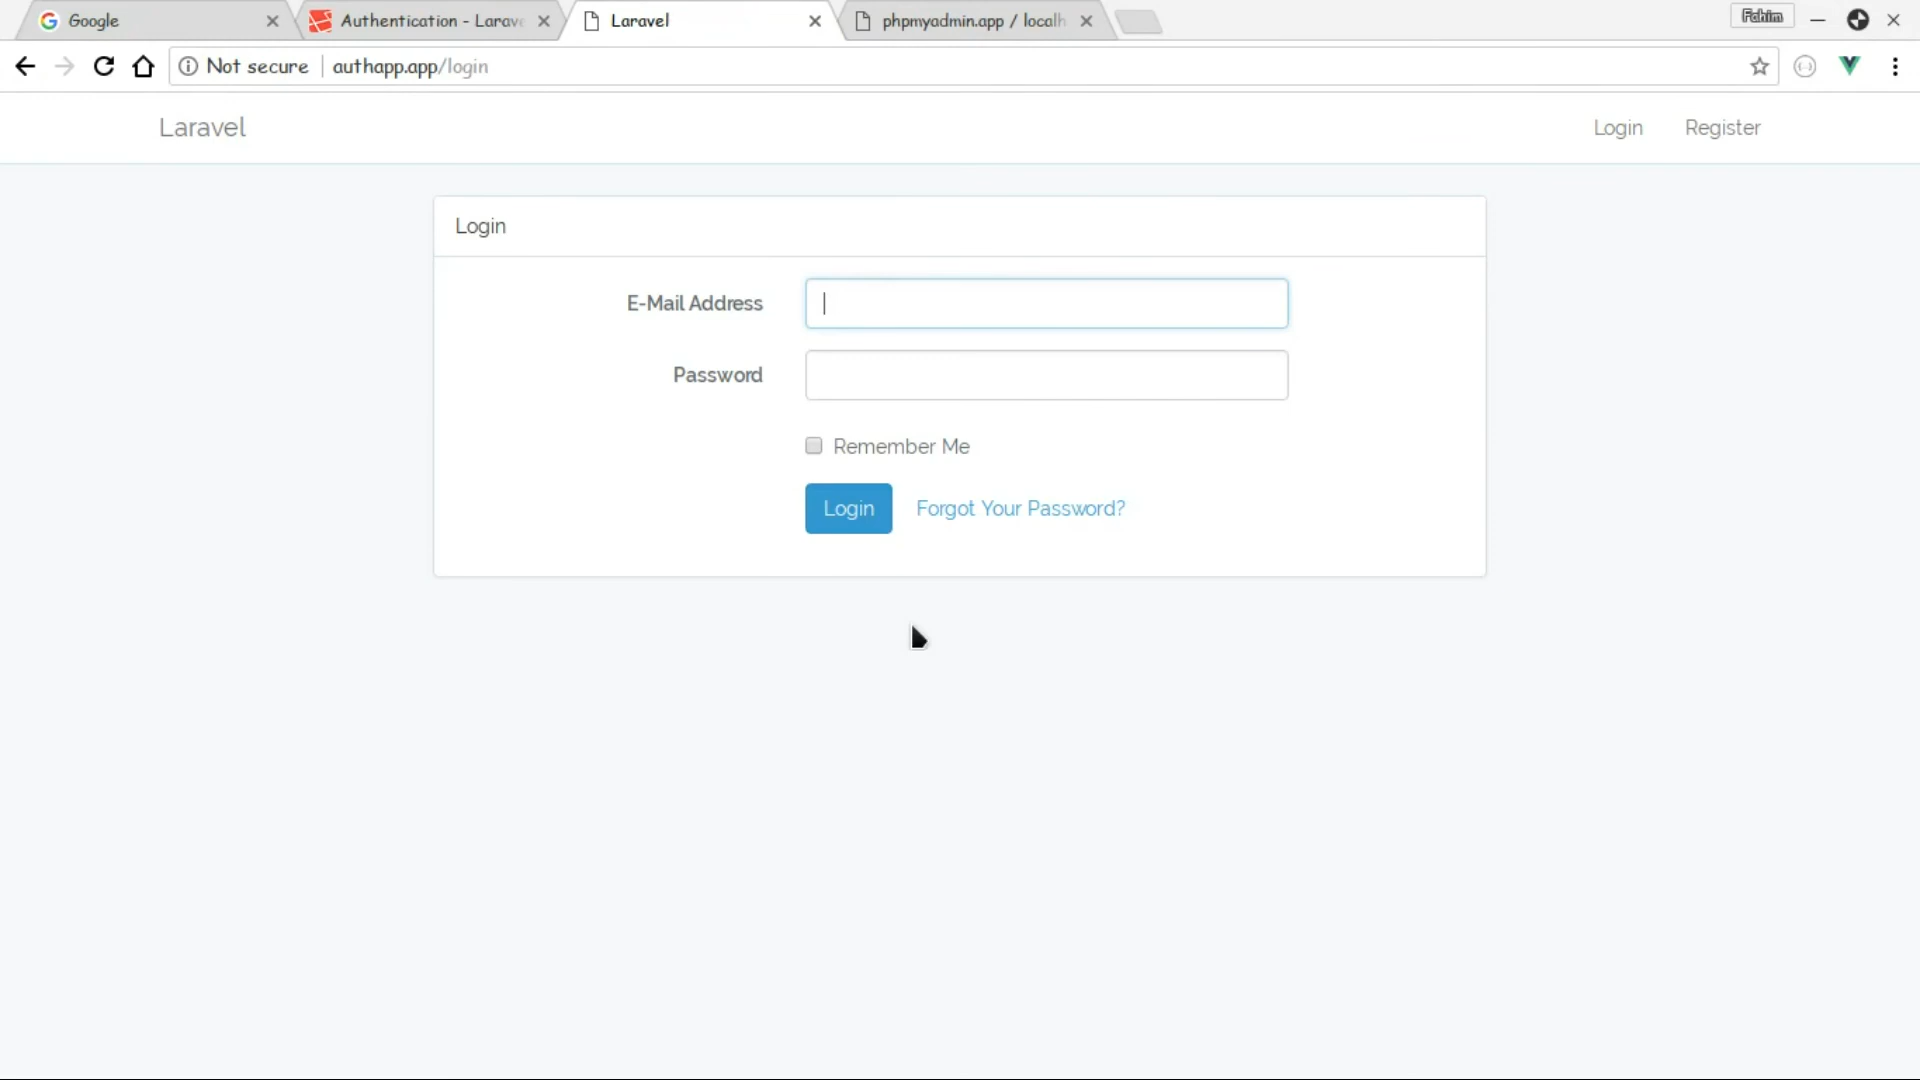 Google
Authentication - Larave
Laravel
phpmyadmin.app / localh
Fahim
Not secure
authapp.app/login
Laravel
Login
Register
Login
E-Mail Address
Password
Remember Me
Login
Forgot Your Password?